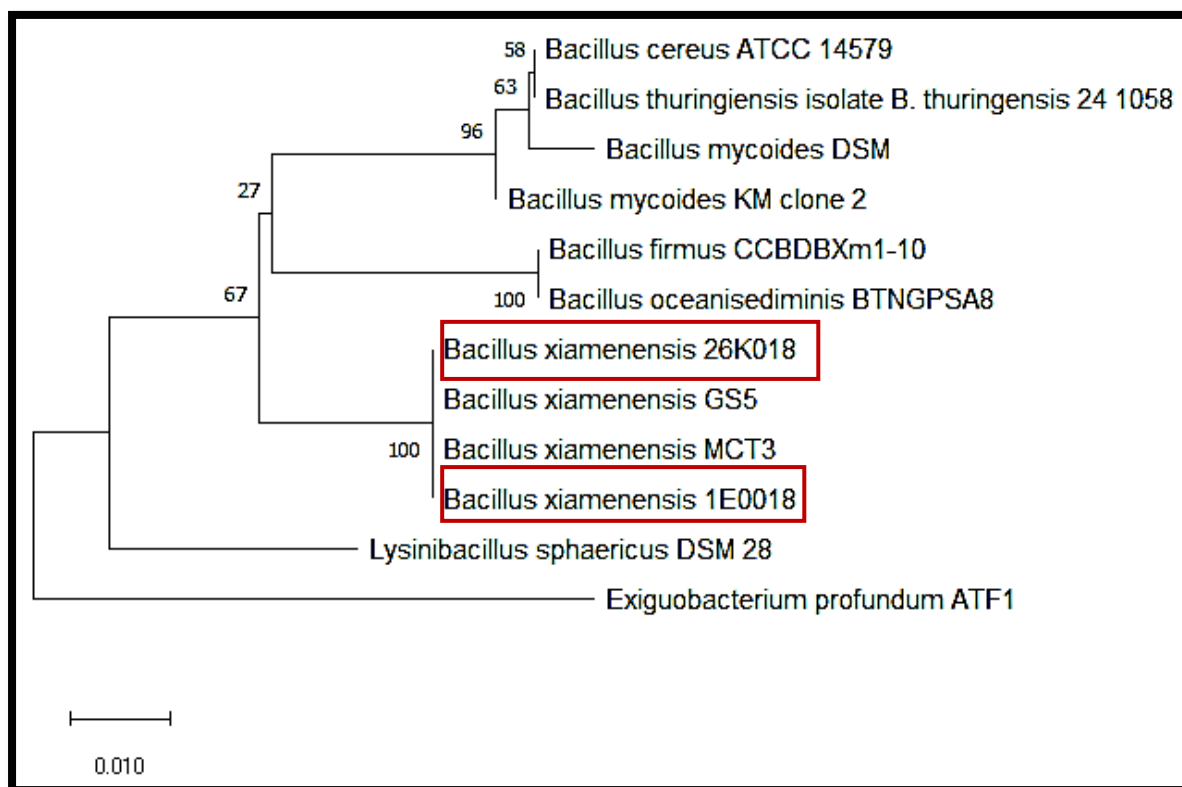 58
Bacillus cereus ATCC 14579
63
Bacillus thuringiensis isolate B. thuringensis 24 1058
96
Bacillus mycoides DSM
27
Bacillus mycoides KM clone 2
Bacillus firmus CCBDBXm1-10
67
100
Bacillus oceanisediminis BTNGPSA8
Bacillus xiamenensis 26K018
Bacillus xiamenensis GS5
100
Bacillus xiamenensis MCT3
Bacillus xiamenensis 1E0018
Lysinibacillus sphaericus DSM 28
Exiguobacterium profundum ATF1
0.010